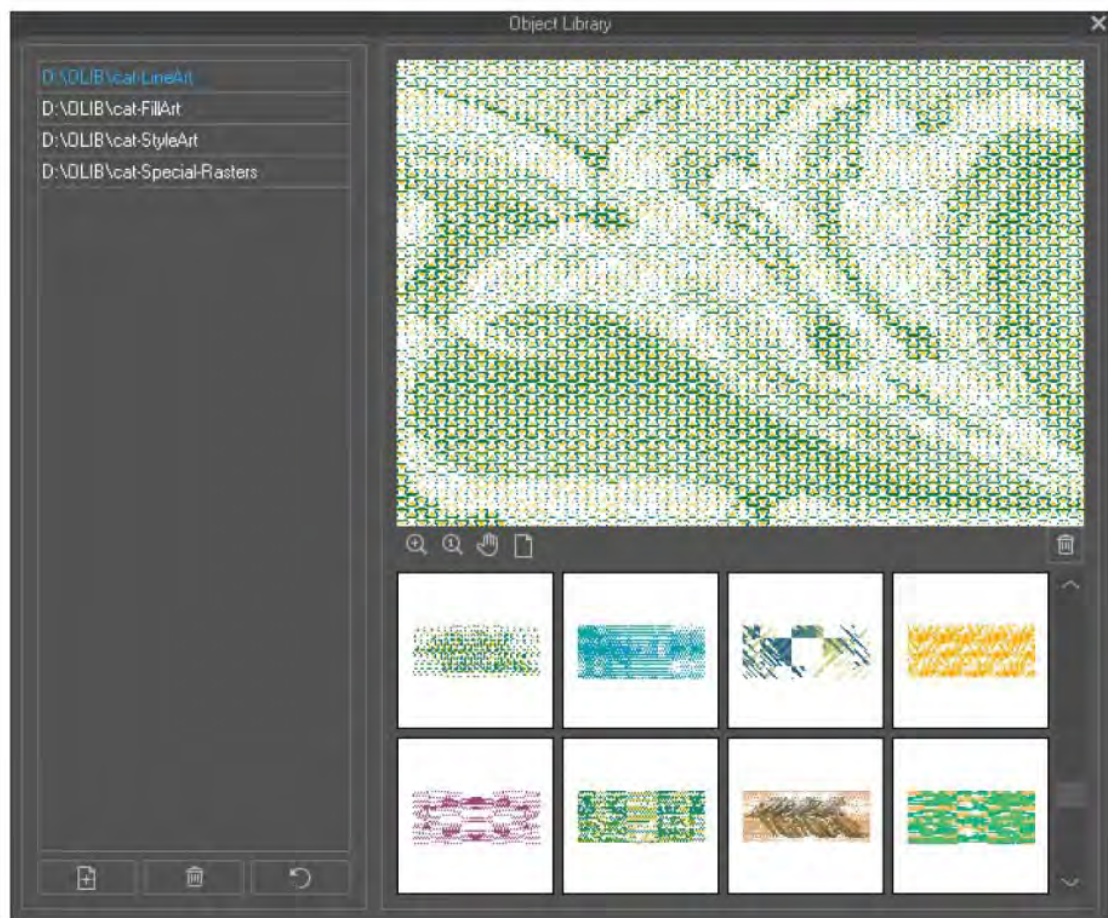 Object Library
D:\OLIB\cat-LineArt
D:\OLIB\cat-FillArt
D:\OLIB\cat-StyleArt
D:\OLIB\cat-Special-Rasters